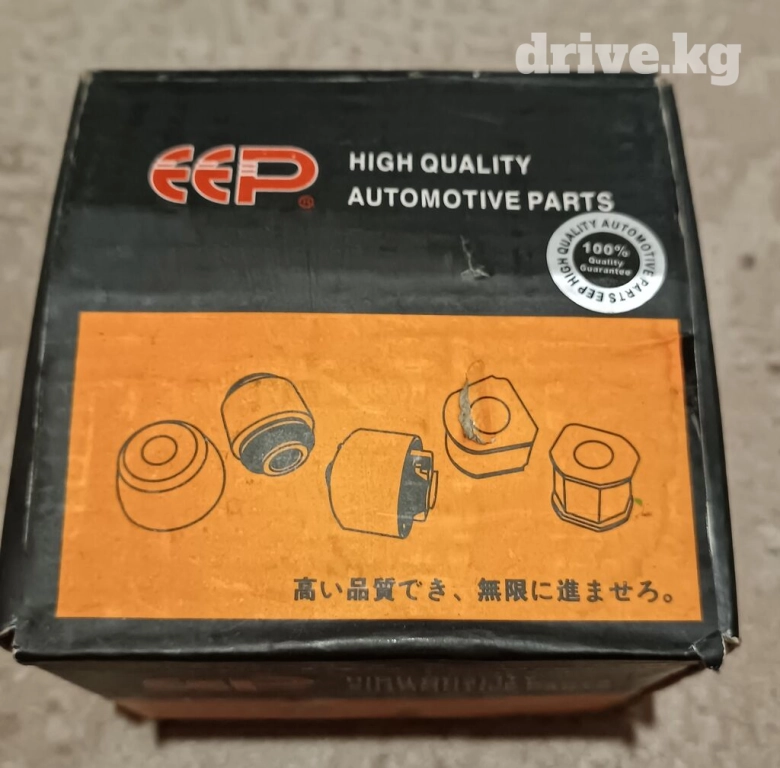 drive.kg
EEP®
HIGH QUALITY
AUTOMOTIVE PARTS
EEP HIGH QUALITY AUTOMOTIVE PARTS
100%
Quality
Guarantee
高い品質でき、無限に進ませろ。